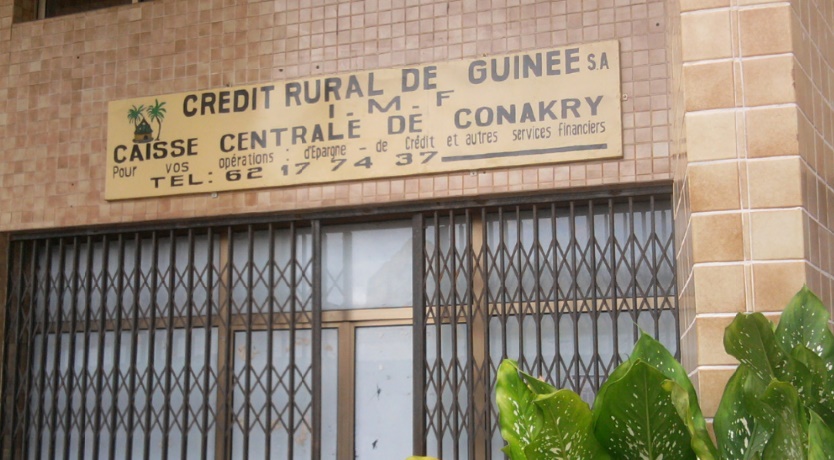 CREDIT RURAL DE GUINEE S.A
I - M - F
CAISSE CENTRALE DE CONAKRY
Pour vos opérations : d'Epargne - de Crédit et autres services financiers
TEL: 62 17 74 37